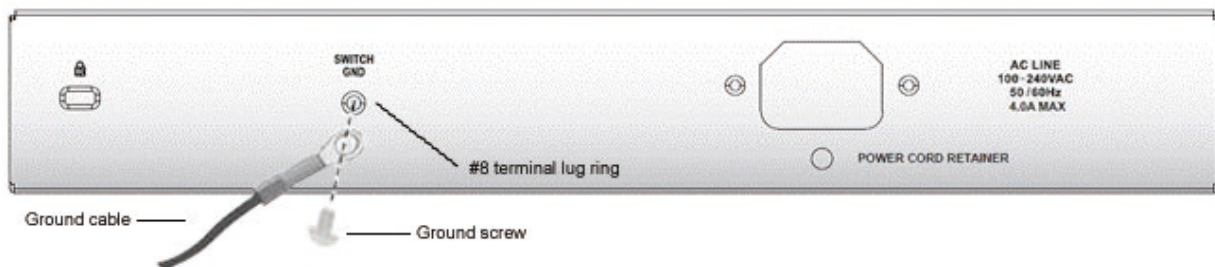 SWITCH
GND
AC LINE
100-240VAC
50/60Hz
4.0A MAX
#8 terminal lug ring
POWER CORD RETAINER
Ground cable
Ground screw